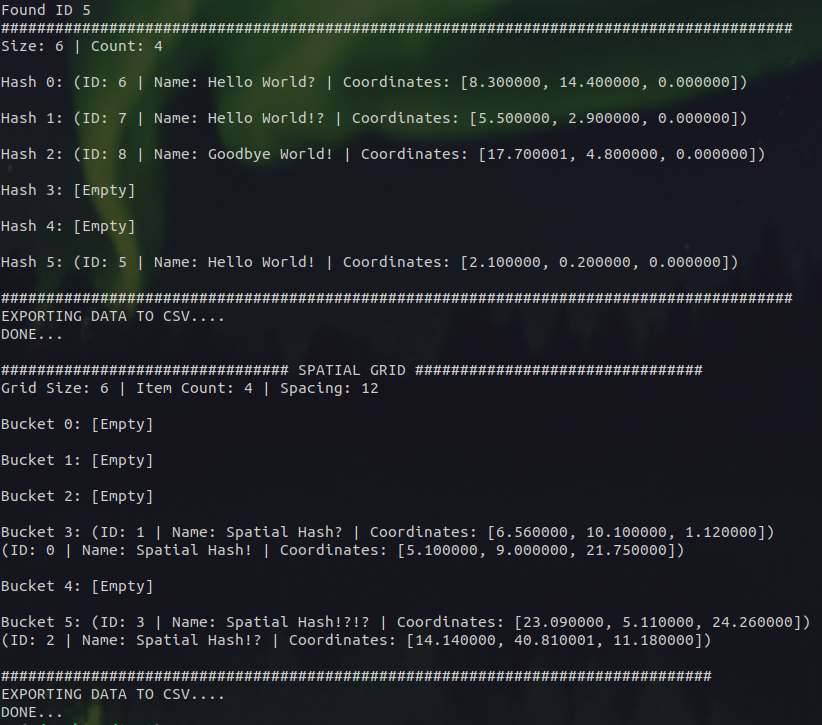 Found ID 5
########################################################################################
Size: 6 | Count: 4
Hash 0: (ID: 6 | Name: Hello World? | Coordinates: [8.300000, 14.400000, 0.000000])
Hash 1: (ID: 7 | Name: Hello World!? | Coordinates: [5.500000, 2.900000, 0.000000])
Hash 2: (ID: 8 | Name: Goodbye World! | Coordinates: [17.700001, 4.800000, 0.000000])
Hash 3: [Empty]
Hash 4: [Empty]
Hash 5: (ID: 5 | Name: Hello World! | Coordinates: [2.100000, 0.200000, 0.000000])
########################################################################################
EXPORTING DATA TO CSV....
DONE...
################################ SPATIAL GRID ################################
Grid Size: 6 | Item Count: 4 | Spacing: 12
Bucket 0: [Empty]
Bucket 1: [Empty]
Bucket 2: [Empty]
Bucket 3: (ID: 1 | Name: Spatial Hash? | Coordinates: [6.560000, 10.100000, 1.120000])
(ID: 0 | Name: Spatial Hash! | Coordinates: [5.100000, 9.000000, 21.750000])
Bucket 4: [Empty]
Bucket 5: (ID: 3 | Name: Spatial Hash!?!? | Coordinates: [23.090000, 5.110000, 24.260000])
(ID: 2 | Name: Spatial Hash!? | Coordinates: [14.140000, 40.810001, 11.180000])
###############################################################################
EXPORTING DATA TO CSV....
DONE...